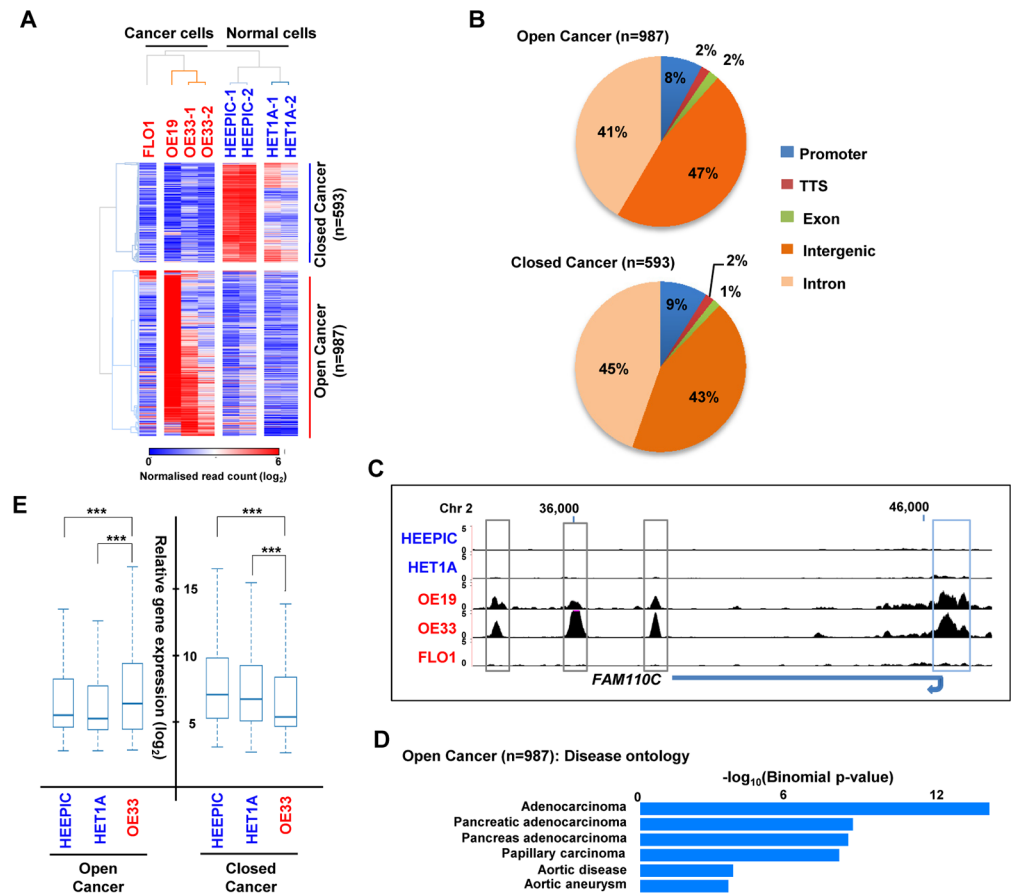 A
Cancer cells
Normal cells
FLO1
OE19
OE33-1
OE33-2
HEEPIC-1
HEEPIC-2
HET1A-1
HET1A-2
Closed Cancer
(n=593)
Open Cancer
(n=987)
0
6
Normalised read count (log2)
B
Open Cancer (n=987)
8%
2%
2%
47%
41%
Closed Cancer (n=593)
9%
2%
1%
43%
45%
Promoter
TTS
Exon
Intergenic
Intron
C
Chr 2
36,000
46,000
HEEPIC
5
0
HET1A
5
0
OE19
5
0
OE33
5
0
FLO1
5
0
FAM110C
D
Open Cancer (n=987): Disease ontology
-log10(Binomial p-value)
0
6
12
Adenocarcinoma
Pancreatic adenocarcinoma
Pancreas adenocarcinoma
Papillary carcinoma
Aortic disease
Aortic aneurysm
E
***
***
***
***
Relative gene expression (log2)
15
10
5
HEEPIC
HET1A
OE33
HEEPIC
HET1A
OE33
Open
Cancer
Closed
Cancer